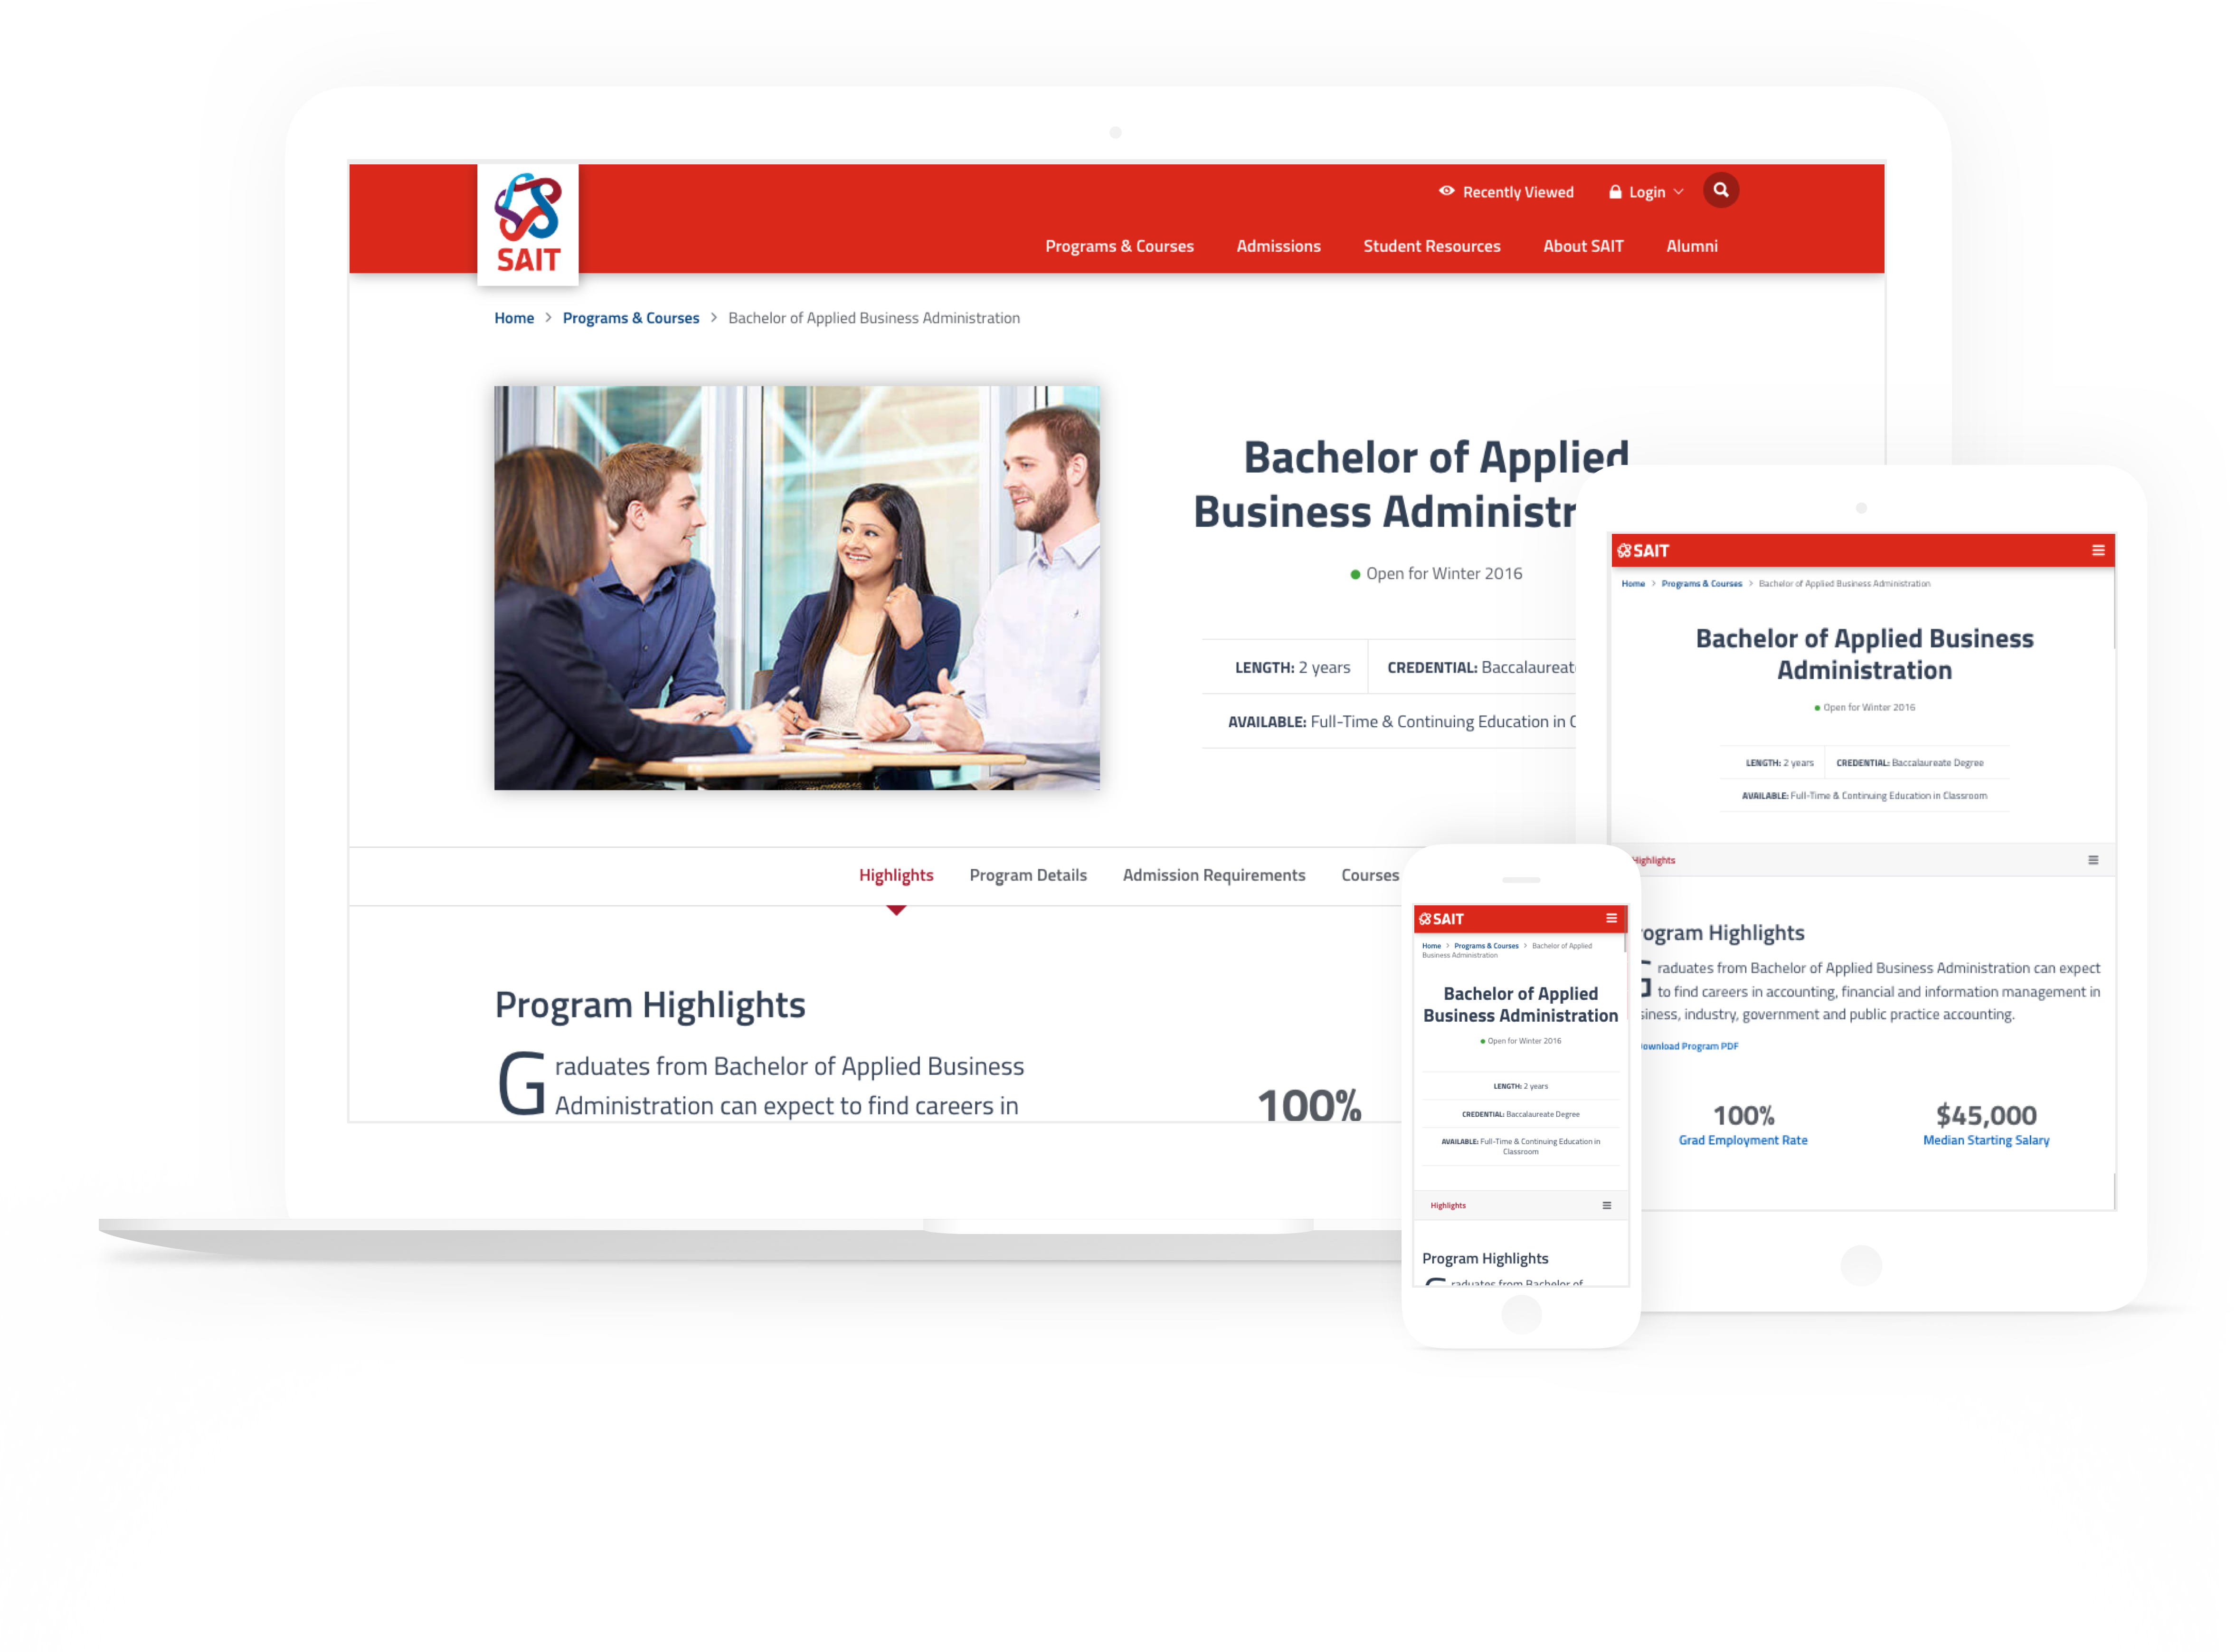 Recently Viewed
Login
SAIT
Programs & Courses
Admissions
Student Resources
About SAIT
Alumni
Home > Programs & Courses > Bachelor of Applied Business Administration
Bachelor of Applied
Business Administr
Open for Winter 2016
LENGTH: 2 years
CREDENTIAL: Baccalaureat
AVAILABLE: Full-Time & Continuing Education in C
Highlights
Program Details
Admission Requirements
Courses
Program Highlights
Graduates from Bachelor of Applied Business
Administration can expect to find careers in
100%
SAIT
Home > Programs & Courses > Bachelor of Applied Business Administration
Bachelor of Applied Business
Administration
Open for Winter 2016
LENGTH: 2 years
CREDENTIAL: Baccalaureate Degree
AVAILABLE: Full-Time & Continuing Education in Classroom
Highlights
ogram Highlights
Graduates from Bachelor of Applied Business Administration can expect
to find careers in accounting, financial and information management in
siness, industry, government and public practice accounting.
ownload Program PDF
100%
Grad Employment Rate
$45,000
Median Starting Salary
SAIT
Home > Programs & Courses > Bachelor of Applied
Business Administration
Bachelor of Applied
Business Administration
Open for Winter 2016
LENGTH: 2 years
CREDENTIAL: Baccalaureate Degree
AVAILABLE: Full-Time & Continuing Education in
Classroom
Highlights
Program Highlights
Graduates from Bachelor of